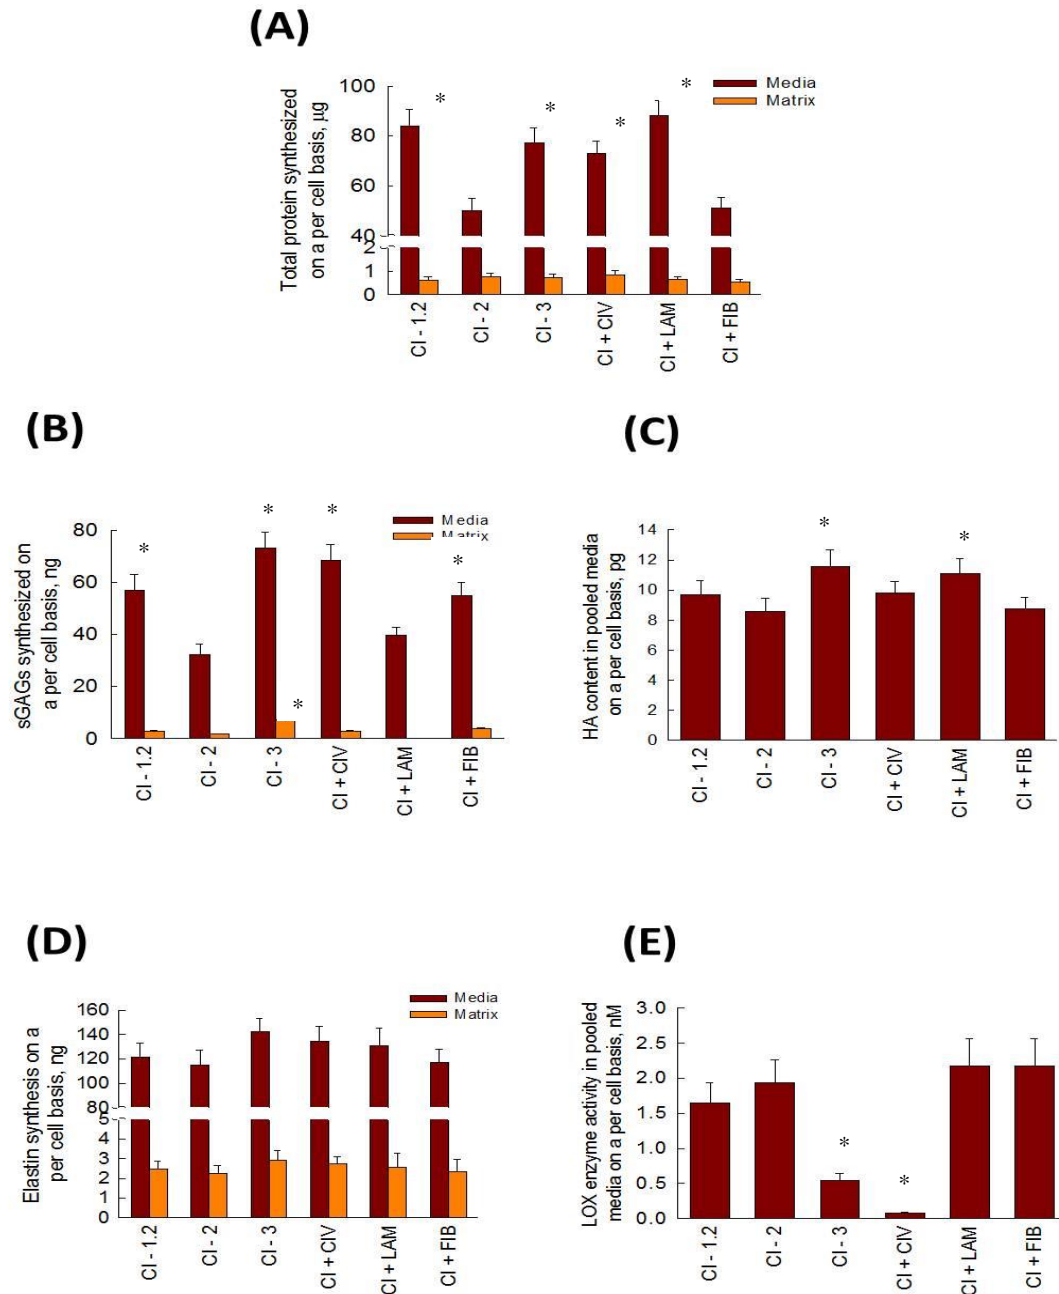 (A)
Total protein synthesized
on a per cell basis, µg
100
80
60
40
2
1
0
*
*
*
*
Media
Matrix
CI - 1.2
CI - 2
CI - 3
CI + CIV
CI + LAM
CI + FIB
(B)
sGAGs synthesized on
a per cell basis, ng
80
60
40
20
0
*
*
*
*
*
Media
Matrix
CI - 1.2
CI - 2
CI - 3
CI + CIV
CI + LAM
CI + FIB
(C)
HA content in pooled media
on a per cell basis, pg
14
12
10
8
6
4
2
0
*
*
CI - 1.2
CI - 2
CI - 3
CI + CIV
CI + LAM
CI + FIB
(D)
Elastin synthesis on a
per cell basis, ng
160
140
120
100
80
5
4
3
2
1
0
Media
Matrix
CI - 1.2
CI - 2
CI - 3
CI + CIV
CI + LAM
CI + FIB
(E)
LOX enzyme activity in pooled
media on a per cell basis, nM
3.0
2.5
2.0
1.5
1.0
0.5
0.0
*
*
CI - 1.2
CI - 2
CI - 3
CI + CIV
CI + LAM
CI + FIB